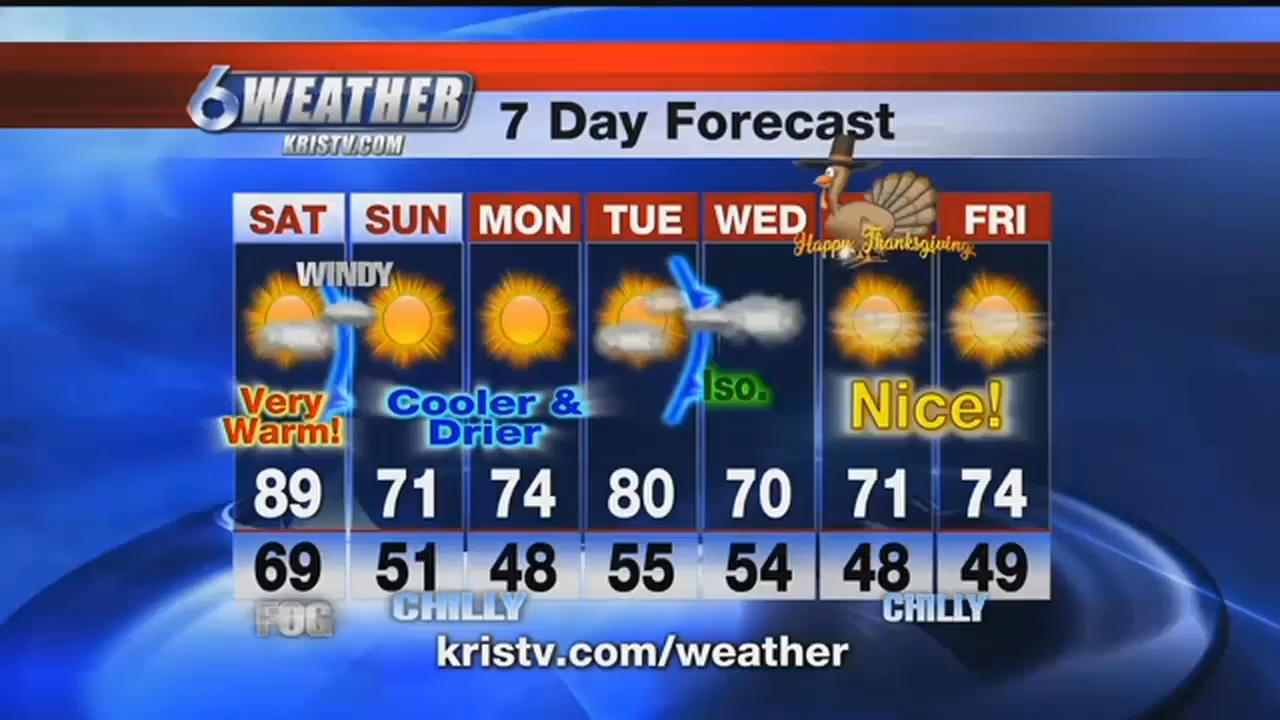 6 WEATHER
KRISTV.COM
7 Day Forecast
SAT SUN MON TUE WED FRI
Happy Thanksgiving
WINDY
Very
Warm!
Cooler &
Drier
Iso.
Nice!
89 71 74 80 70 71 74
69 51 48 55 54 48 49
FOG CHILLY CHILLY
kristv.com/weather